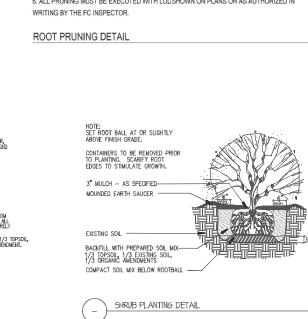 6. ALL PRUNING MUST BE EXECUTED WITH LOD SHOWN ON PLANS OR AS AUTHORIZED IN
WRITING BY THE FC INSPECTOR.
ROOT PRUNING DETAIL
NOTE:
SET ROOT BALL AT OR SLIGHTLY
ABOVE FINISH GRADE.
CONTAINERS TO BE REMOVED PRIOR
TO PLANTING. SCARIFY ROOT
EDGES TO STIMULATE GROWTH.
3" MULCH - AS SPECIFIED
MOUNDED EARTH SAUCER
EXISTING SOIL
1/3 TOPSOIL,
BACKFILL WITH PREPARED SOIL MIX-
1/3 TOPSOIL, 1/3 EXISTING SOIL,
1/3 ORGANIC AMENDMENTS
COMPACT SOIL MIX BELOW ROOTBALL
SHRUB PLANTING DETAIL